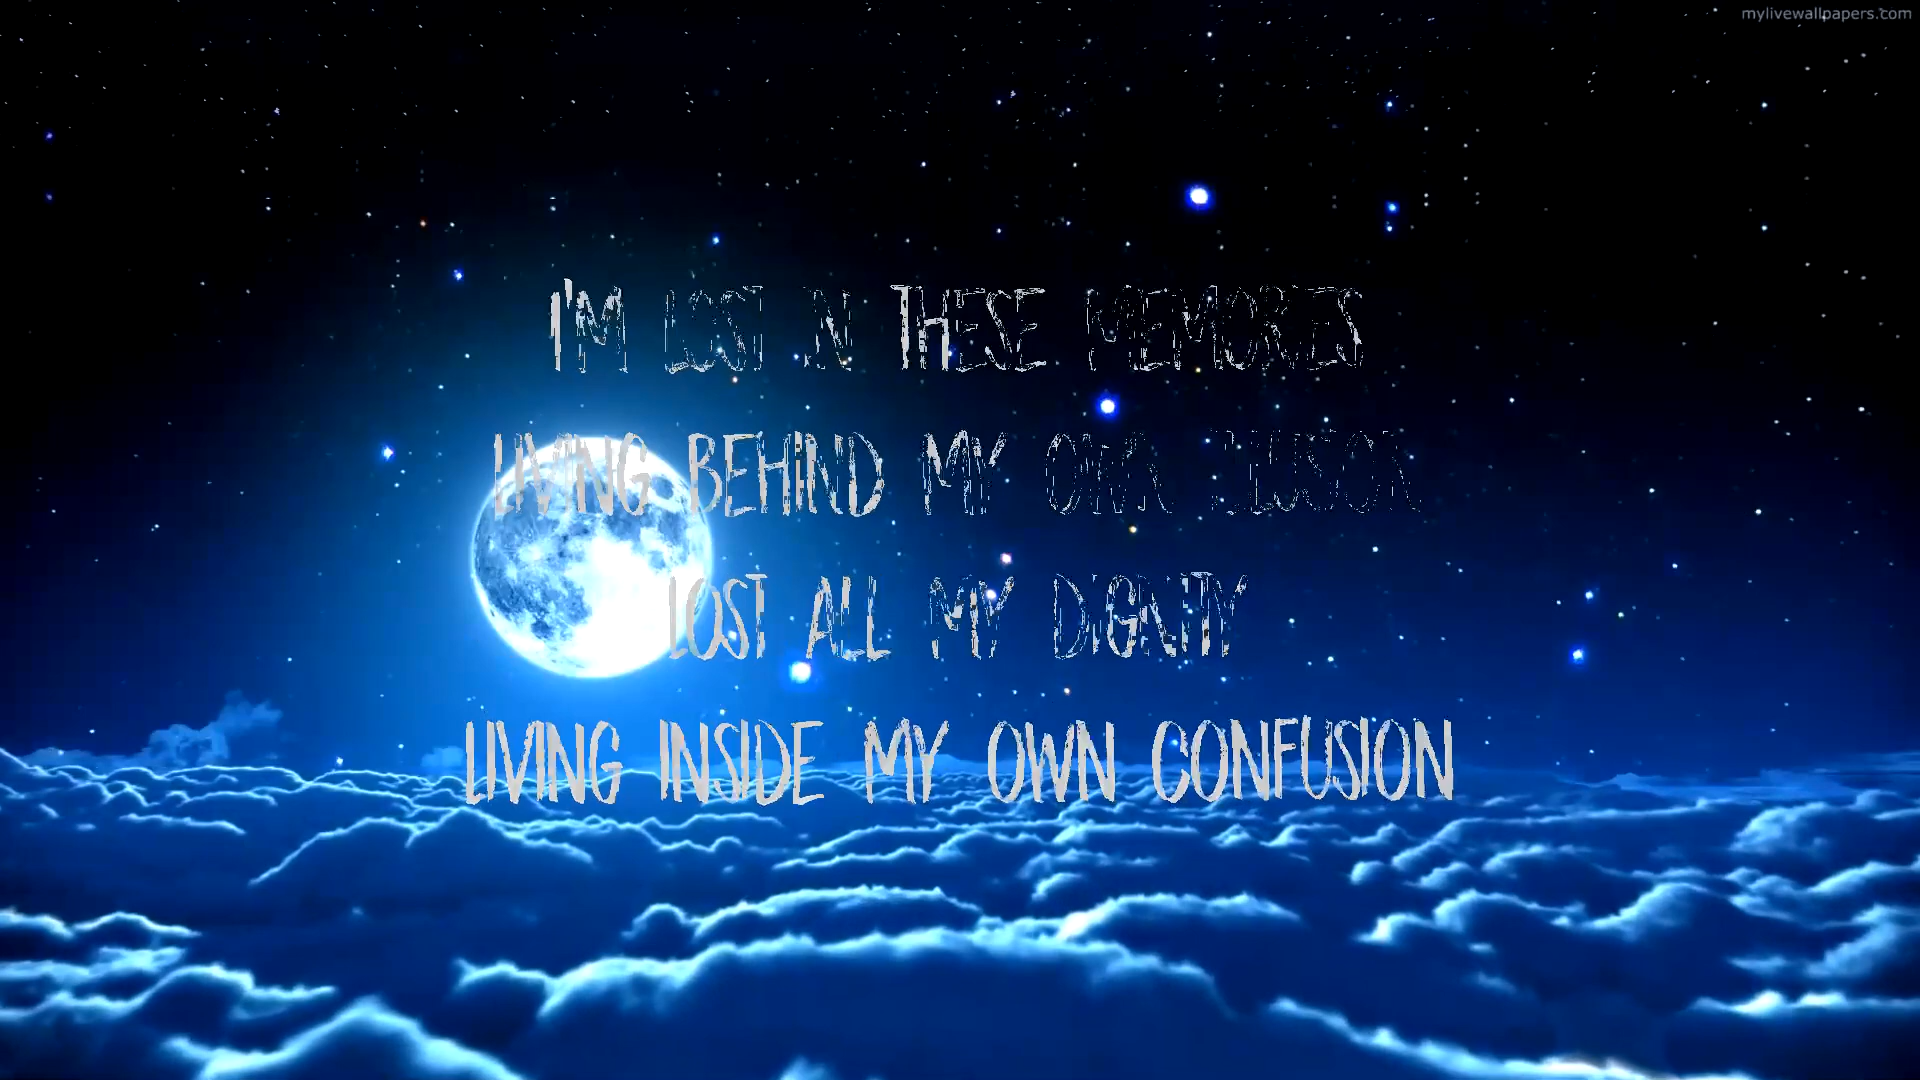 mylivewallpapers.com
I'M LOST IN THESE MEMORIES
LIVING BEHIND MY OWN ILLUSION
LOST ALL MY DIGNITY
LIVING INSIDE MY OWN CONFUSION